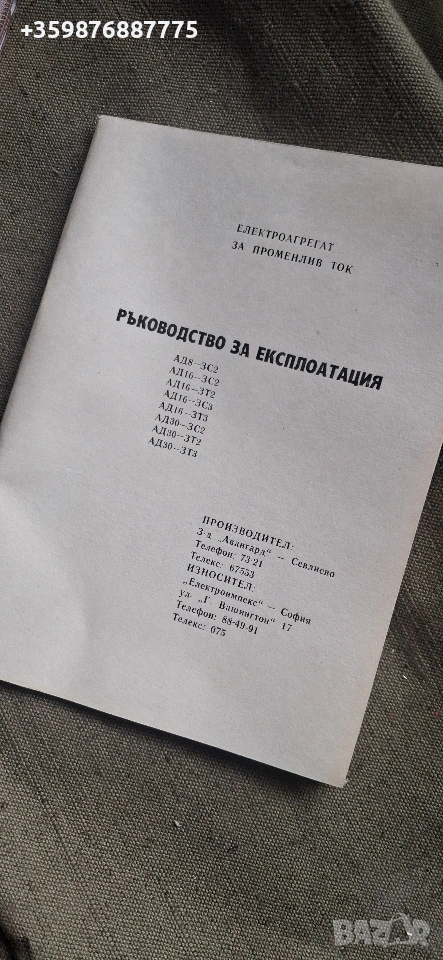 +359876887775
ЕЛЕКТРОАГРЕГАТ
ЗА ПРОМЕНЛИВ ТОК
РЪКОВОДСТВО ЗА ЕКСПЛОАТАЦИЯ
АД8—3С2
АД16—3С2
АД16—3Т2
АД16—3С3
АД16—3Т3
АД30—3С2
АД30—3Т2
АД30—3Т3
ПРОИЗВОДИТЕЛ:
З-д „Авангард" — Севлиево
Телефон: 73-21
Телекс: 67553
ИЗНОСИТЕЛ:
„Електроимпекс" — София
ул. „Г. Вашингтон" 17
Телефон: 88-49-91
Телекс: 075
BAZAR